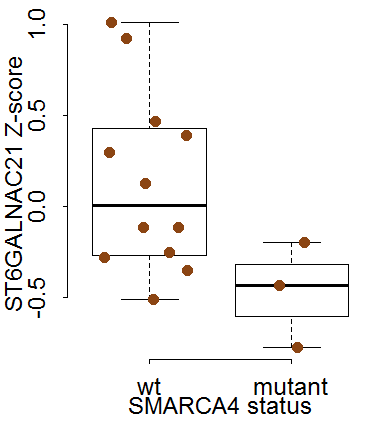 ST6GALNAC21 Z-score
1.0
0.5
0.0
-0.5
wt mutant
SMARCA4 status